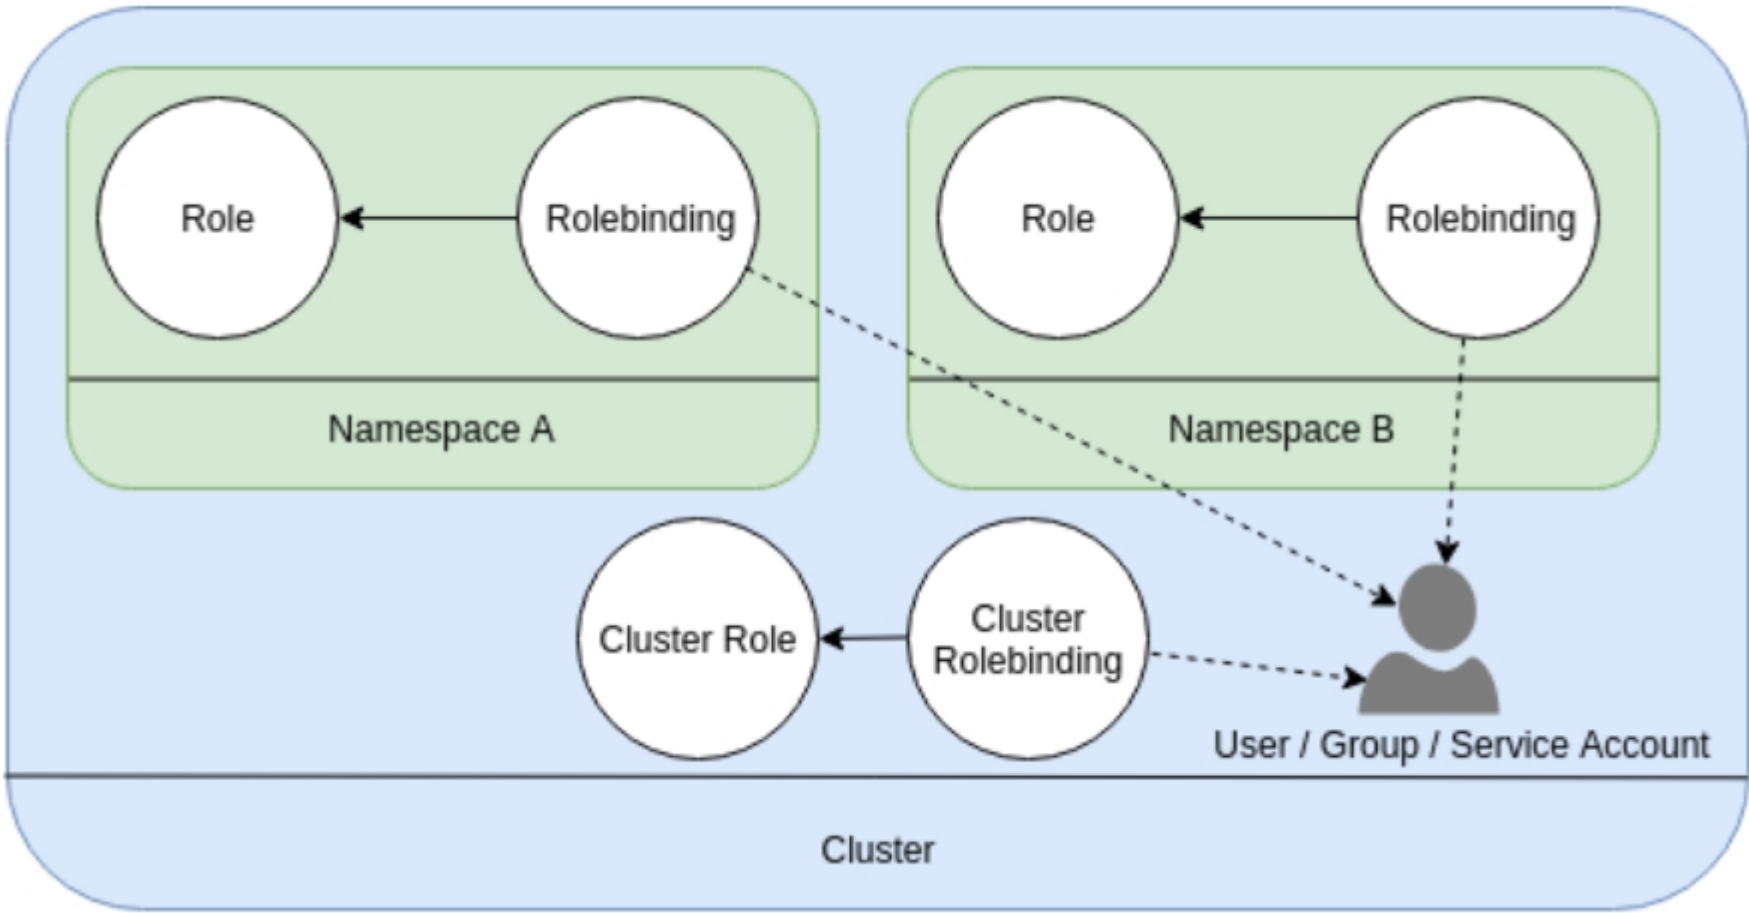 Role
Rolebinding
Role
Rolebinding
Namespace A
Namespace B
Cluster Role
Cluster
Rolebinding
User / Group / Service Account
Cluster